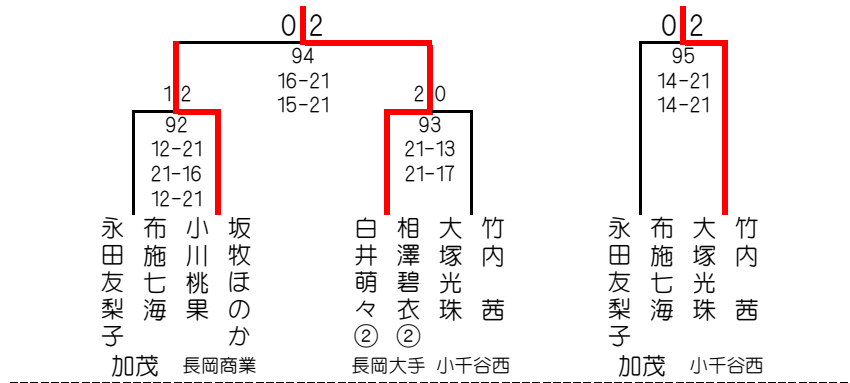 0 2
94
16-21
15-21
1 2
92
12-21
21-16
12-21
2 0
93
21-13
21-17
永田友梨子
布施七海
小川桃果
坂牧ほのか
白井萌々②
相澤碧衣②
大塚光珠
竹内 茜
加茂
長岡商業
長岡大手
小千谷西
0 2
95
14-21
14-21
永田友梨子
布施七海
大塚光珠
竹内 茜
加茂
小千谷西